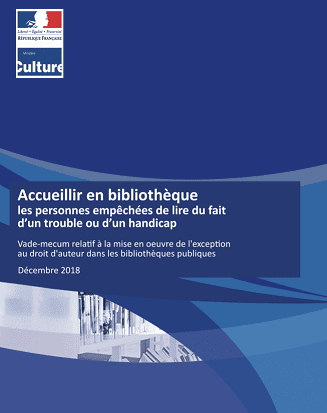 Liberté • Égalité • Fraternité
RÉPUBLIQUE FRANÇAISE
Ministère
Culture
Accueillir en bibliothèque
les personnes empêchées de lire du fait
d'un trouble ou d'un handicap
Vade-mecum relatif à la mise en oeuvre de l'exception
au droit d'auteur dans les bibliothèques publiques
Décembre 2018